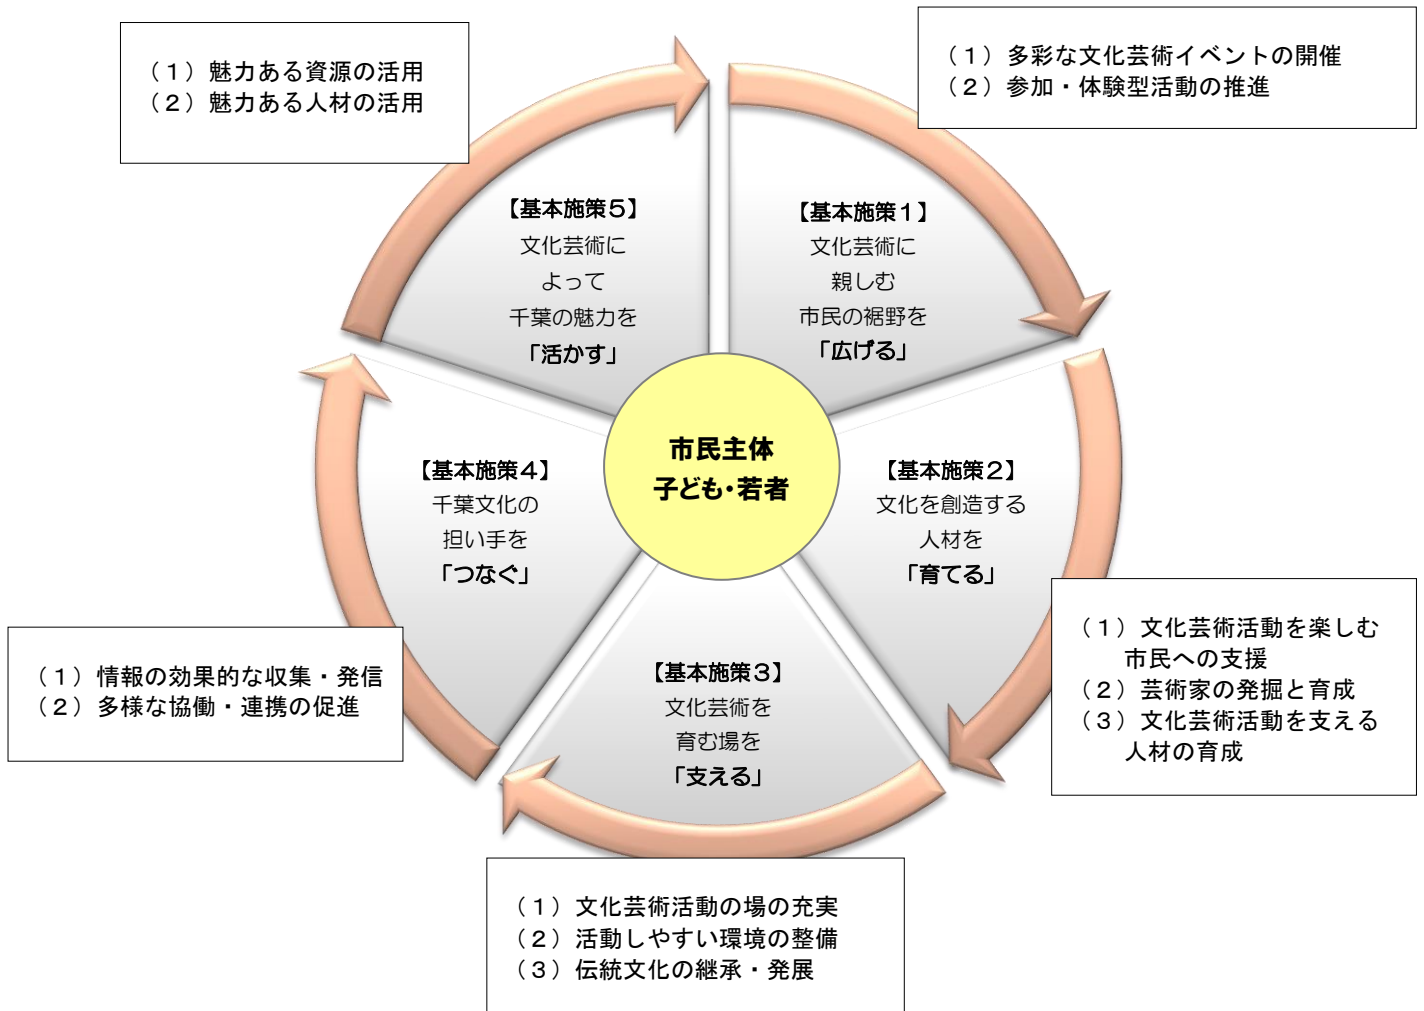 （１）魅力ある資源の活用
（２）魅力ある人材の活用
（１）多彩な文化芸術イベントの開催
（２）参加・体験型活動の推進
【基本施策５】
文化芸術に
よって
千葉の魅力を
「活かす」
【基本施策１】
文化芸術に
親しむ
市民の裾野を
「広げる」
市民主体
子ども・若者
【基本施策４】
千葉文化の
担い手を
「つなぐ」
【基本施策２】
文化を創造する
人材を
「育てる」
（１）情報の効果的な収集・発信
（２）多様な協働・連携の促進
【基本施策３】
文化芸術を
育む場を
「支える」
（１）文化芸術活動を楽しむ
市民への支援
（２）芸術家の発掘と育成
（３）文化芸術活動を支える
人材の育成
（１）文化芸術活動の場の充実
（２）活動しやすい環境の整備
（３）伝統文化の継承・発展